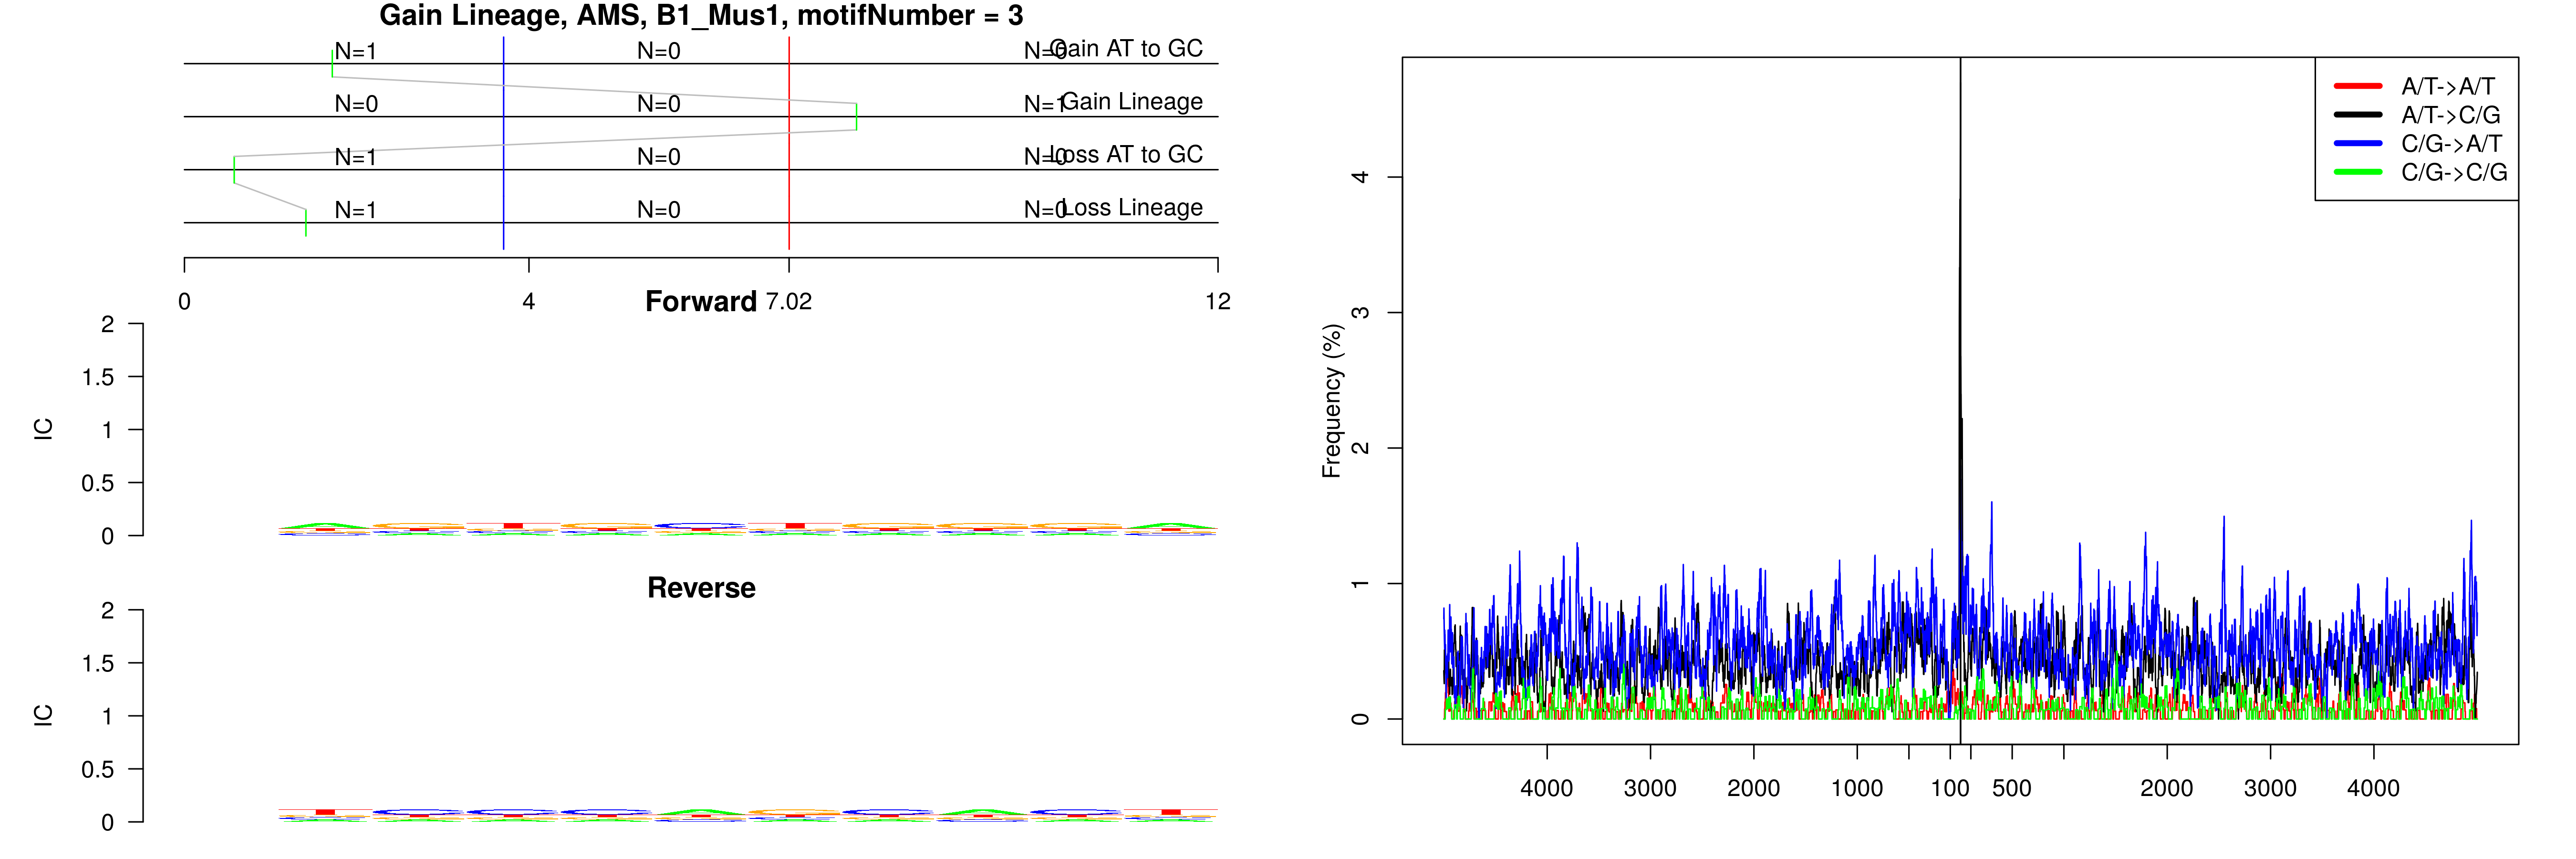 Gain Lineage, AMS, B1_Mus1, motifNumber = 3
N=1 N=0 N=0 Gain AT to GC
N=0 N=0 N=1 Gain Lineage
N=1 N=0 N=0 Loss AT to GC
N=1 N=0 N=0 Loss Lineage
0 4 7.02 12
Forward
IC
2
1.5
1
0.5
0
Reverse
IC
2
1.5
1
0.5
0
A/T->A/T
A/T->C/G
C/G->A/T
C/G->C/G
Frequency (%)
4
3
2
1
0
4000 3000 2000 1000 100 500 2000 3000 4000